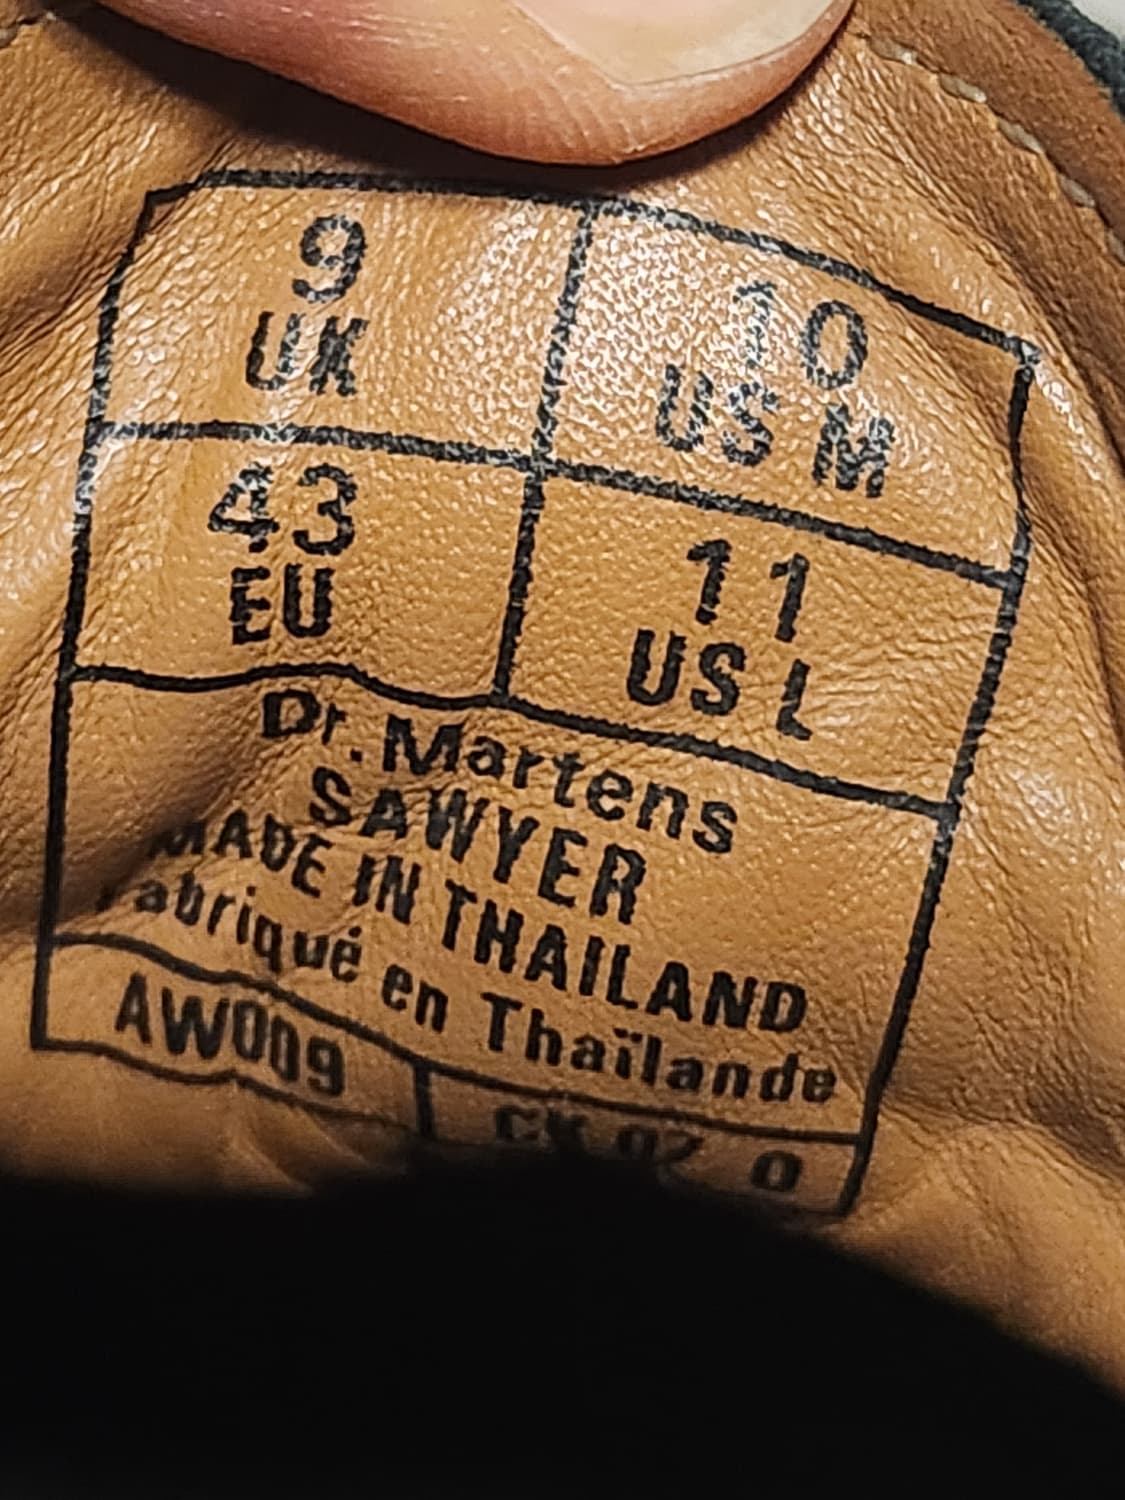 9
UK
10
US M
43
EU
11
US L
Dr. Martens
SAWYER
MADE IN THAILAND
Fabriqué en Thaïlande
AW009